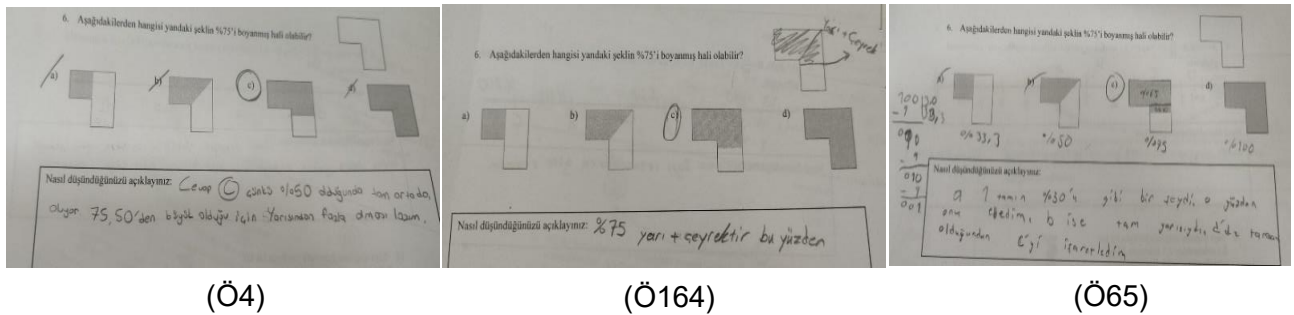 6. Aşağıdakilerden hangisi yandaki şeklin %75'i boyanmış hali olabilir?
a)
b)
c)
d)
Nasıl düşündüğünüzü açıklayınız: Cevap C çünkü %50 olduğunda tam ortada
oluyor 75, 50'den büyük olduğu için Yarısından fazla olması lazım.
(Ö4)
6. Aşağıdakilerden hangisi yandaki şeklin %75'i boyanmış hali olabilir?
yarı + çeyrek
a)
b)
c)
d)
Nasıl düşündüğünüzü açıklayınız: %75 yarı + çeyrektir bu yüzden
(Ö164)
6. Aşağıdakilerden hangisi yandaki şeklin %75'i boyanmış hali olabilir?
a)
b)
c)
d)
%33,3
%50
%100
Nasıl düşündüğünüzü açıklayınız:
a 1 tamın %30'u gibi bir şeydi, o yüzden
onu eledim, b ise tam yarısıydı, d'de tamamı
olduğundan C'yi işaretledim
(Ö65)